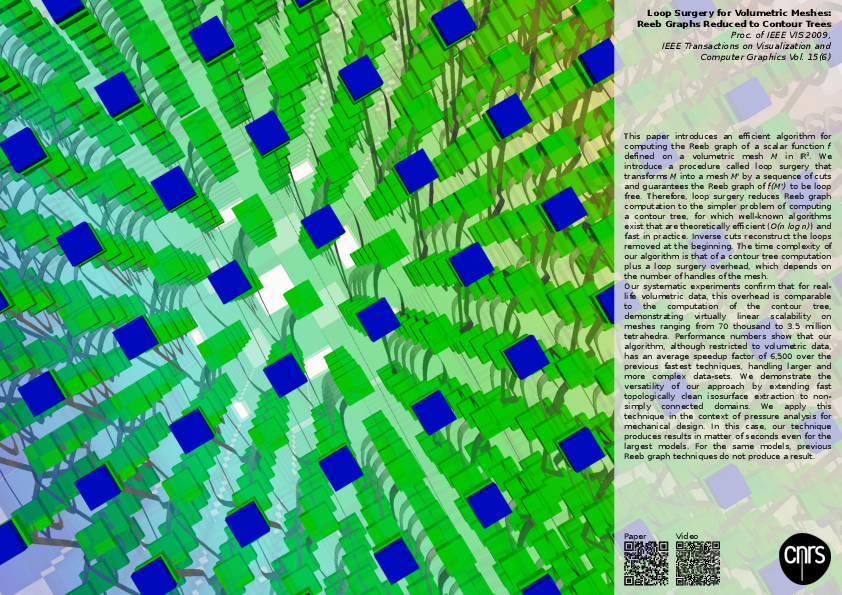 Loop Surgery for Volumetric Meshes:
Reeb Graphs Reduced to Contour Trees
Proc. of IEEE VIS 2009,
IEEE Transactions on Visualization and
Computer Graphics Vol. 15(6)
This paper introduces an efficient algorithm for
computing the Reeb graph of a scalar function f
defined on a volumetric mesh M in ℝ³. We
introduce a procedure called loop surgery that
transforms M into a mesh M' by a sequence of cuts
and guarantees the Reeb graph of f(M') to be loop
free. Therefore, loop surgery reduces Reeb graph
computation to the simpler problem of computing
a contour tree, for which well-known algorithms
exist that are theoretically efficient (O(n log n)) and
fast in practice. Inverse cuts reconstruct the loops
removed at the beginning. The time complexity of
our algorithm is that of a contour tree computation
plus a loop surgery overhead, which depends on
the number of handles of the mesh.
Our systematic experiments confirm that for real-
life volumetric data, this overhead is comparable
to the computation of the contour tree,
demonstrating virtually linear scalability on
meshes ranging from 70 thousand to 3.5 million
tetrahedra. Performance numbers show that our
algorithm, although restricted to volumetric data,
has an average speedup factor of 6,500 over the
previous fastest techniques, handling larger and
more complex data-sets. We demonstrate the
versatility of our approach by extending fast
topologically clean isosurface extraction to non-
simply connected domains. We apply this
technique in the context of pressure analysis for
mechanical design. In this case, our technique
produces results in matter of seconds even for the
largest models. For the same models, previous
Reeb graph techniques do not produce a result.
Paper Video
cnrs